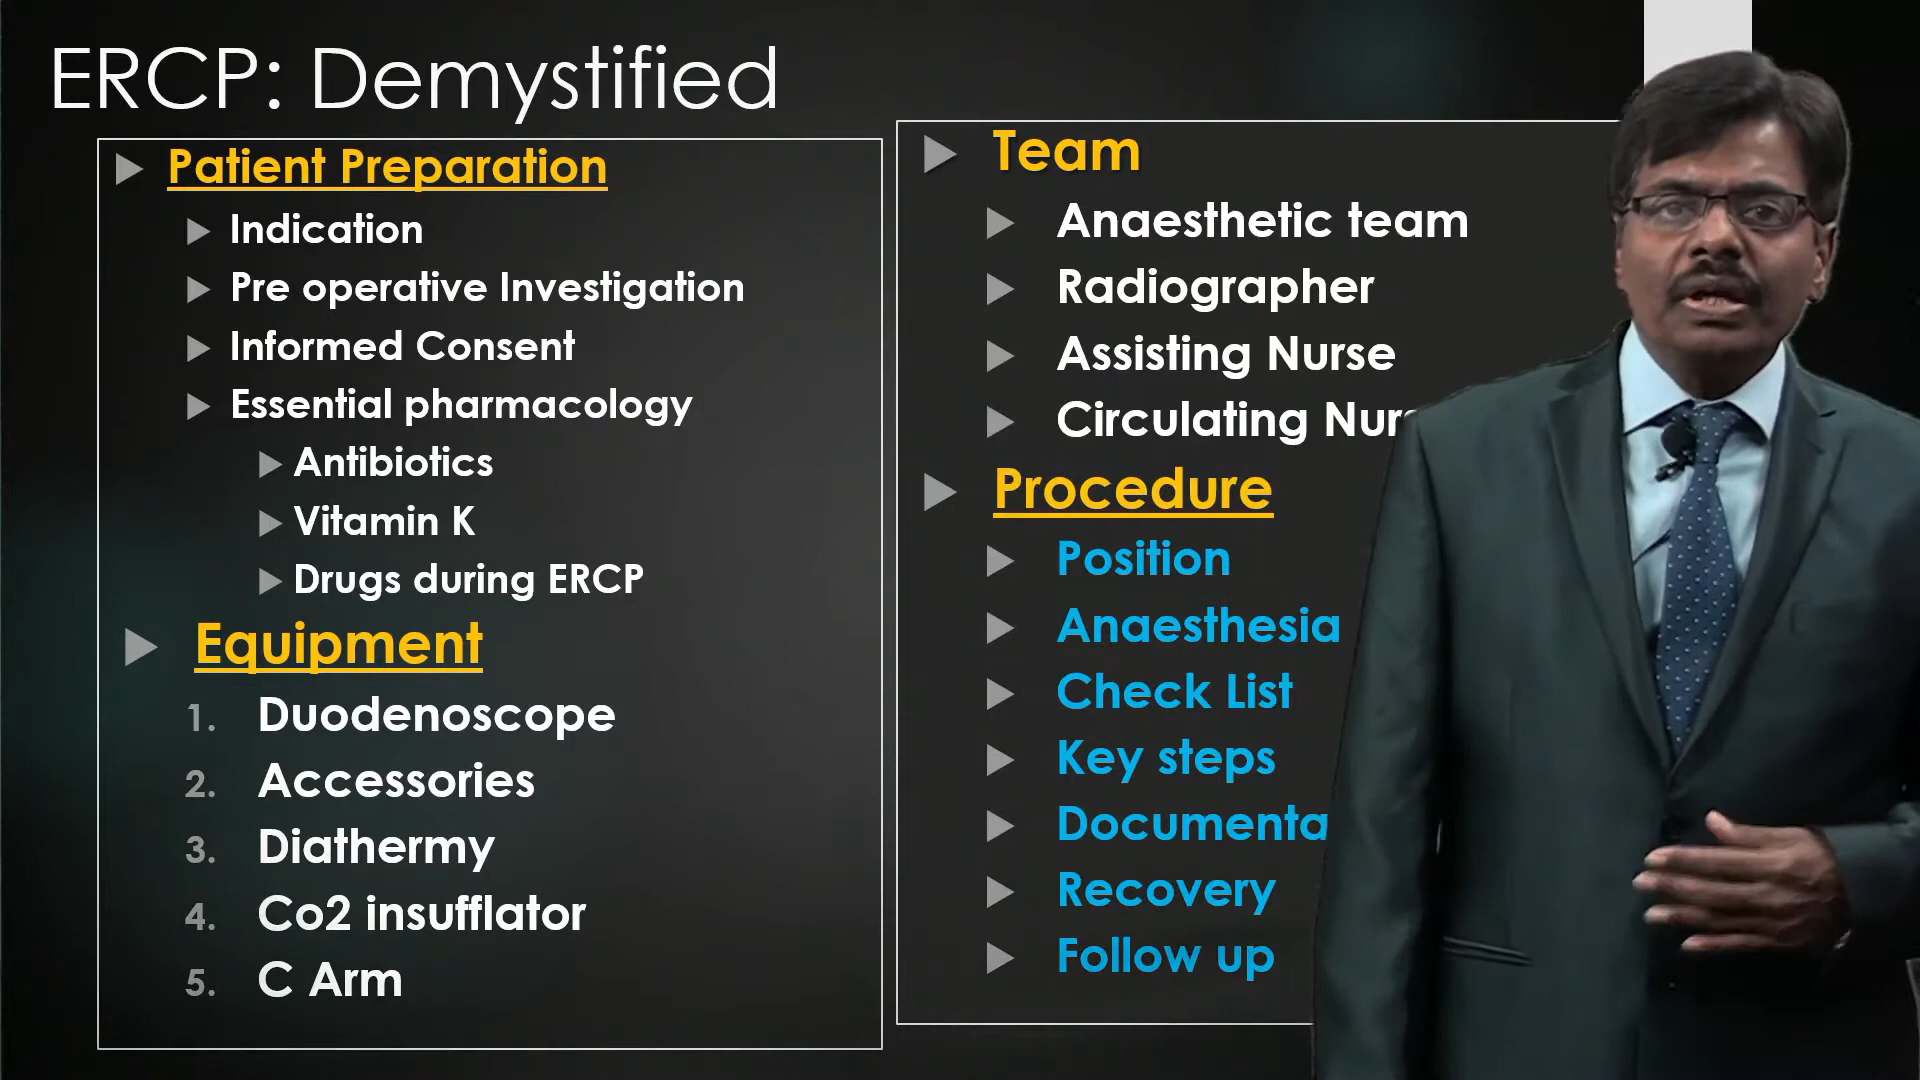 ERCP: Demystified
Patient Preparation
Indication
Pre operative Investigation
Informed Consent
Essential pharmacology
Antibiotics
Vitamin K
Drugs during ERCP
Equipment
1. Duodenoscope
2. Accessories
3. Diathermy
4. Co2 insufflator
5. C Arm
Team
Anaesthetic team
Radiographer
Assisting Nurse
Circulating
Procedure
Position
Anaesthesia
Check List
Key steps
Recovery
Follow up